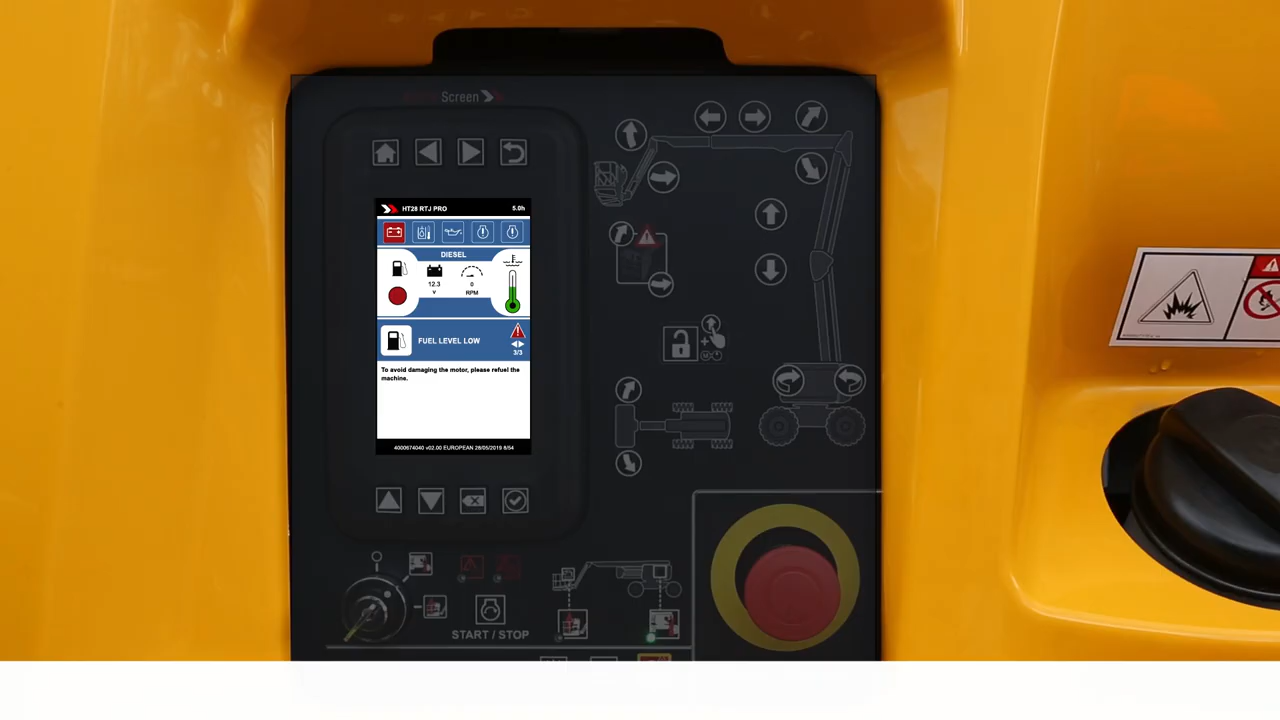 Screen
HT28 RTJ PRO 5.0h
DIESEL
12.3
V
0
RPM
FUEL LEVEL LOW
3/3
To avoid damaging the motor, please refuel the
machine.
4000674040 v02.00 EUROPEAN 28/05/2019 8/54
START / STOP